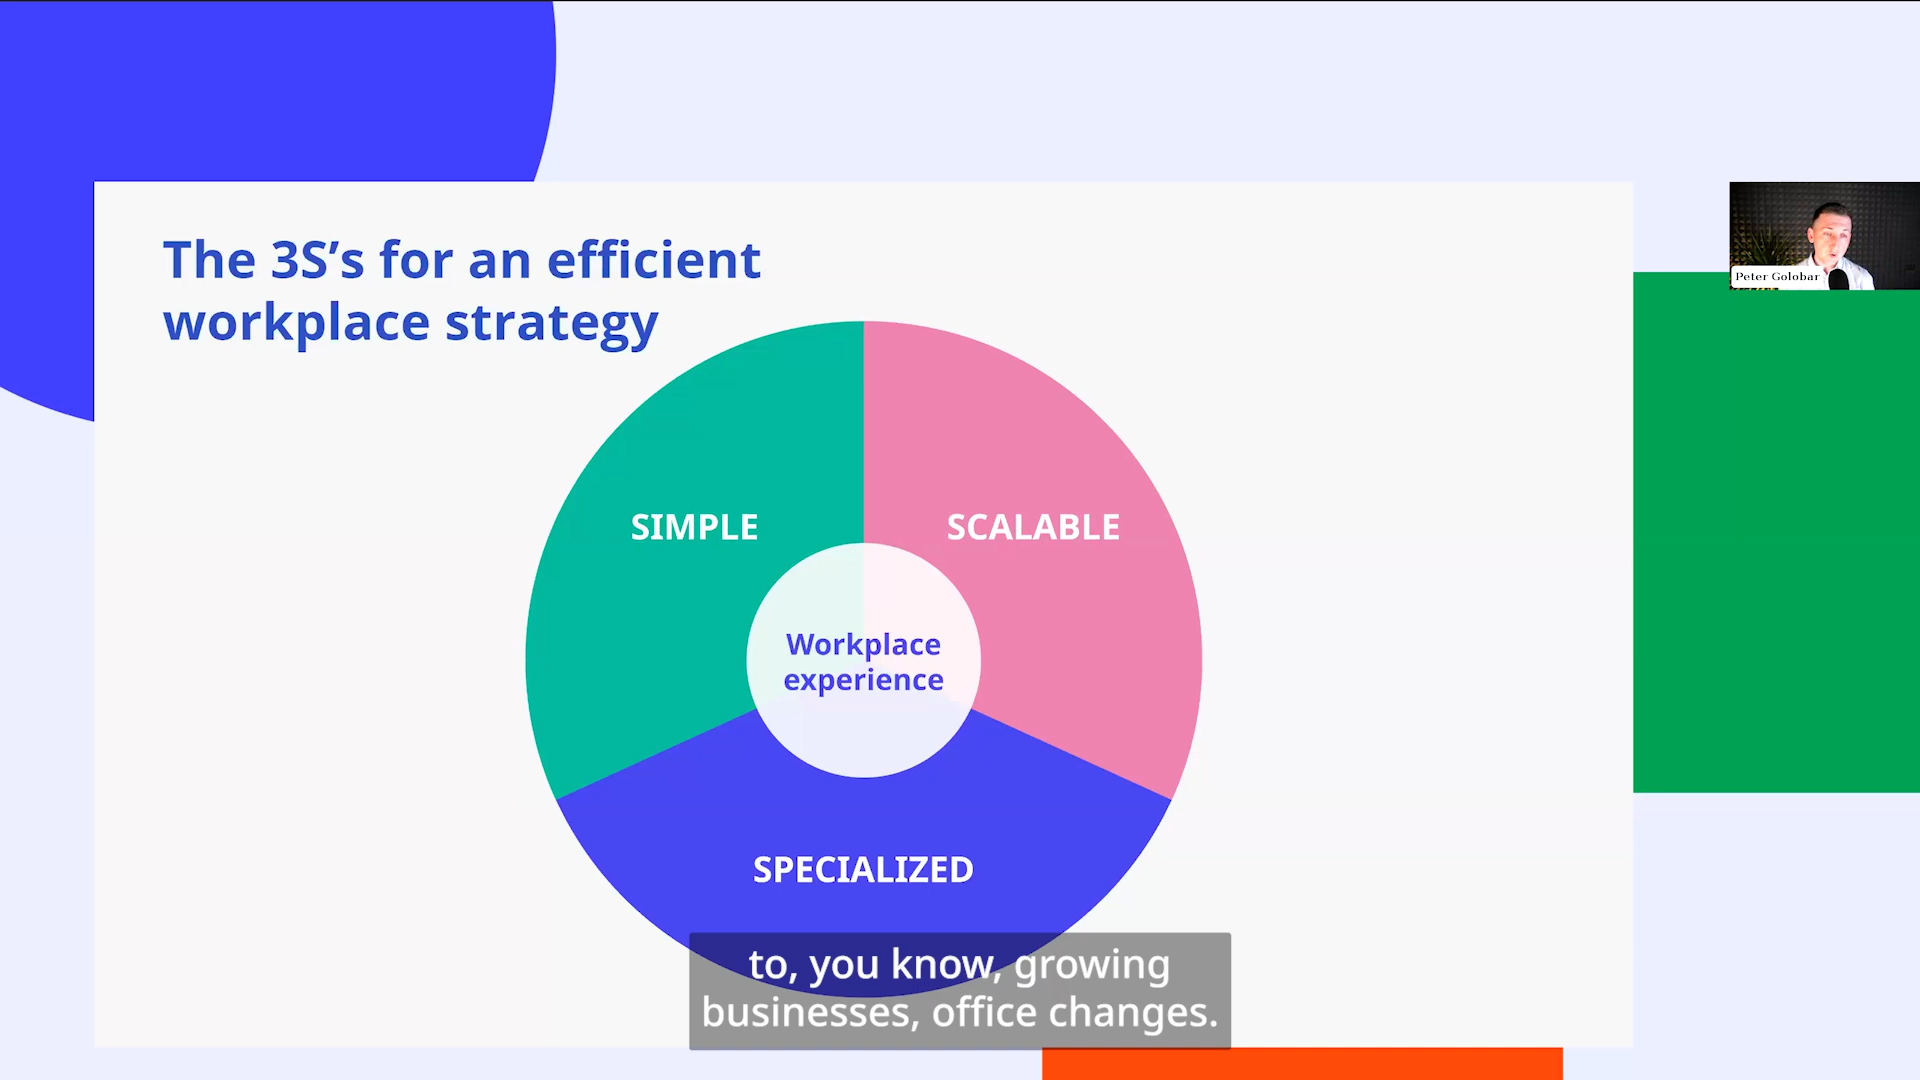 The 3S’s for an efficient
workplace strategy
Peter Golobar
SIMPLE
SCALABLE
Workplace
experience
SPECIALIZED
to, you know, growing
businesses, office changes.